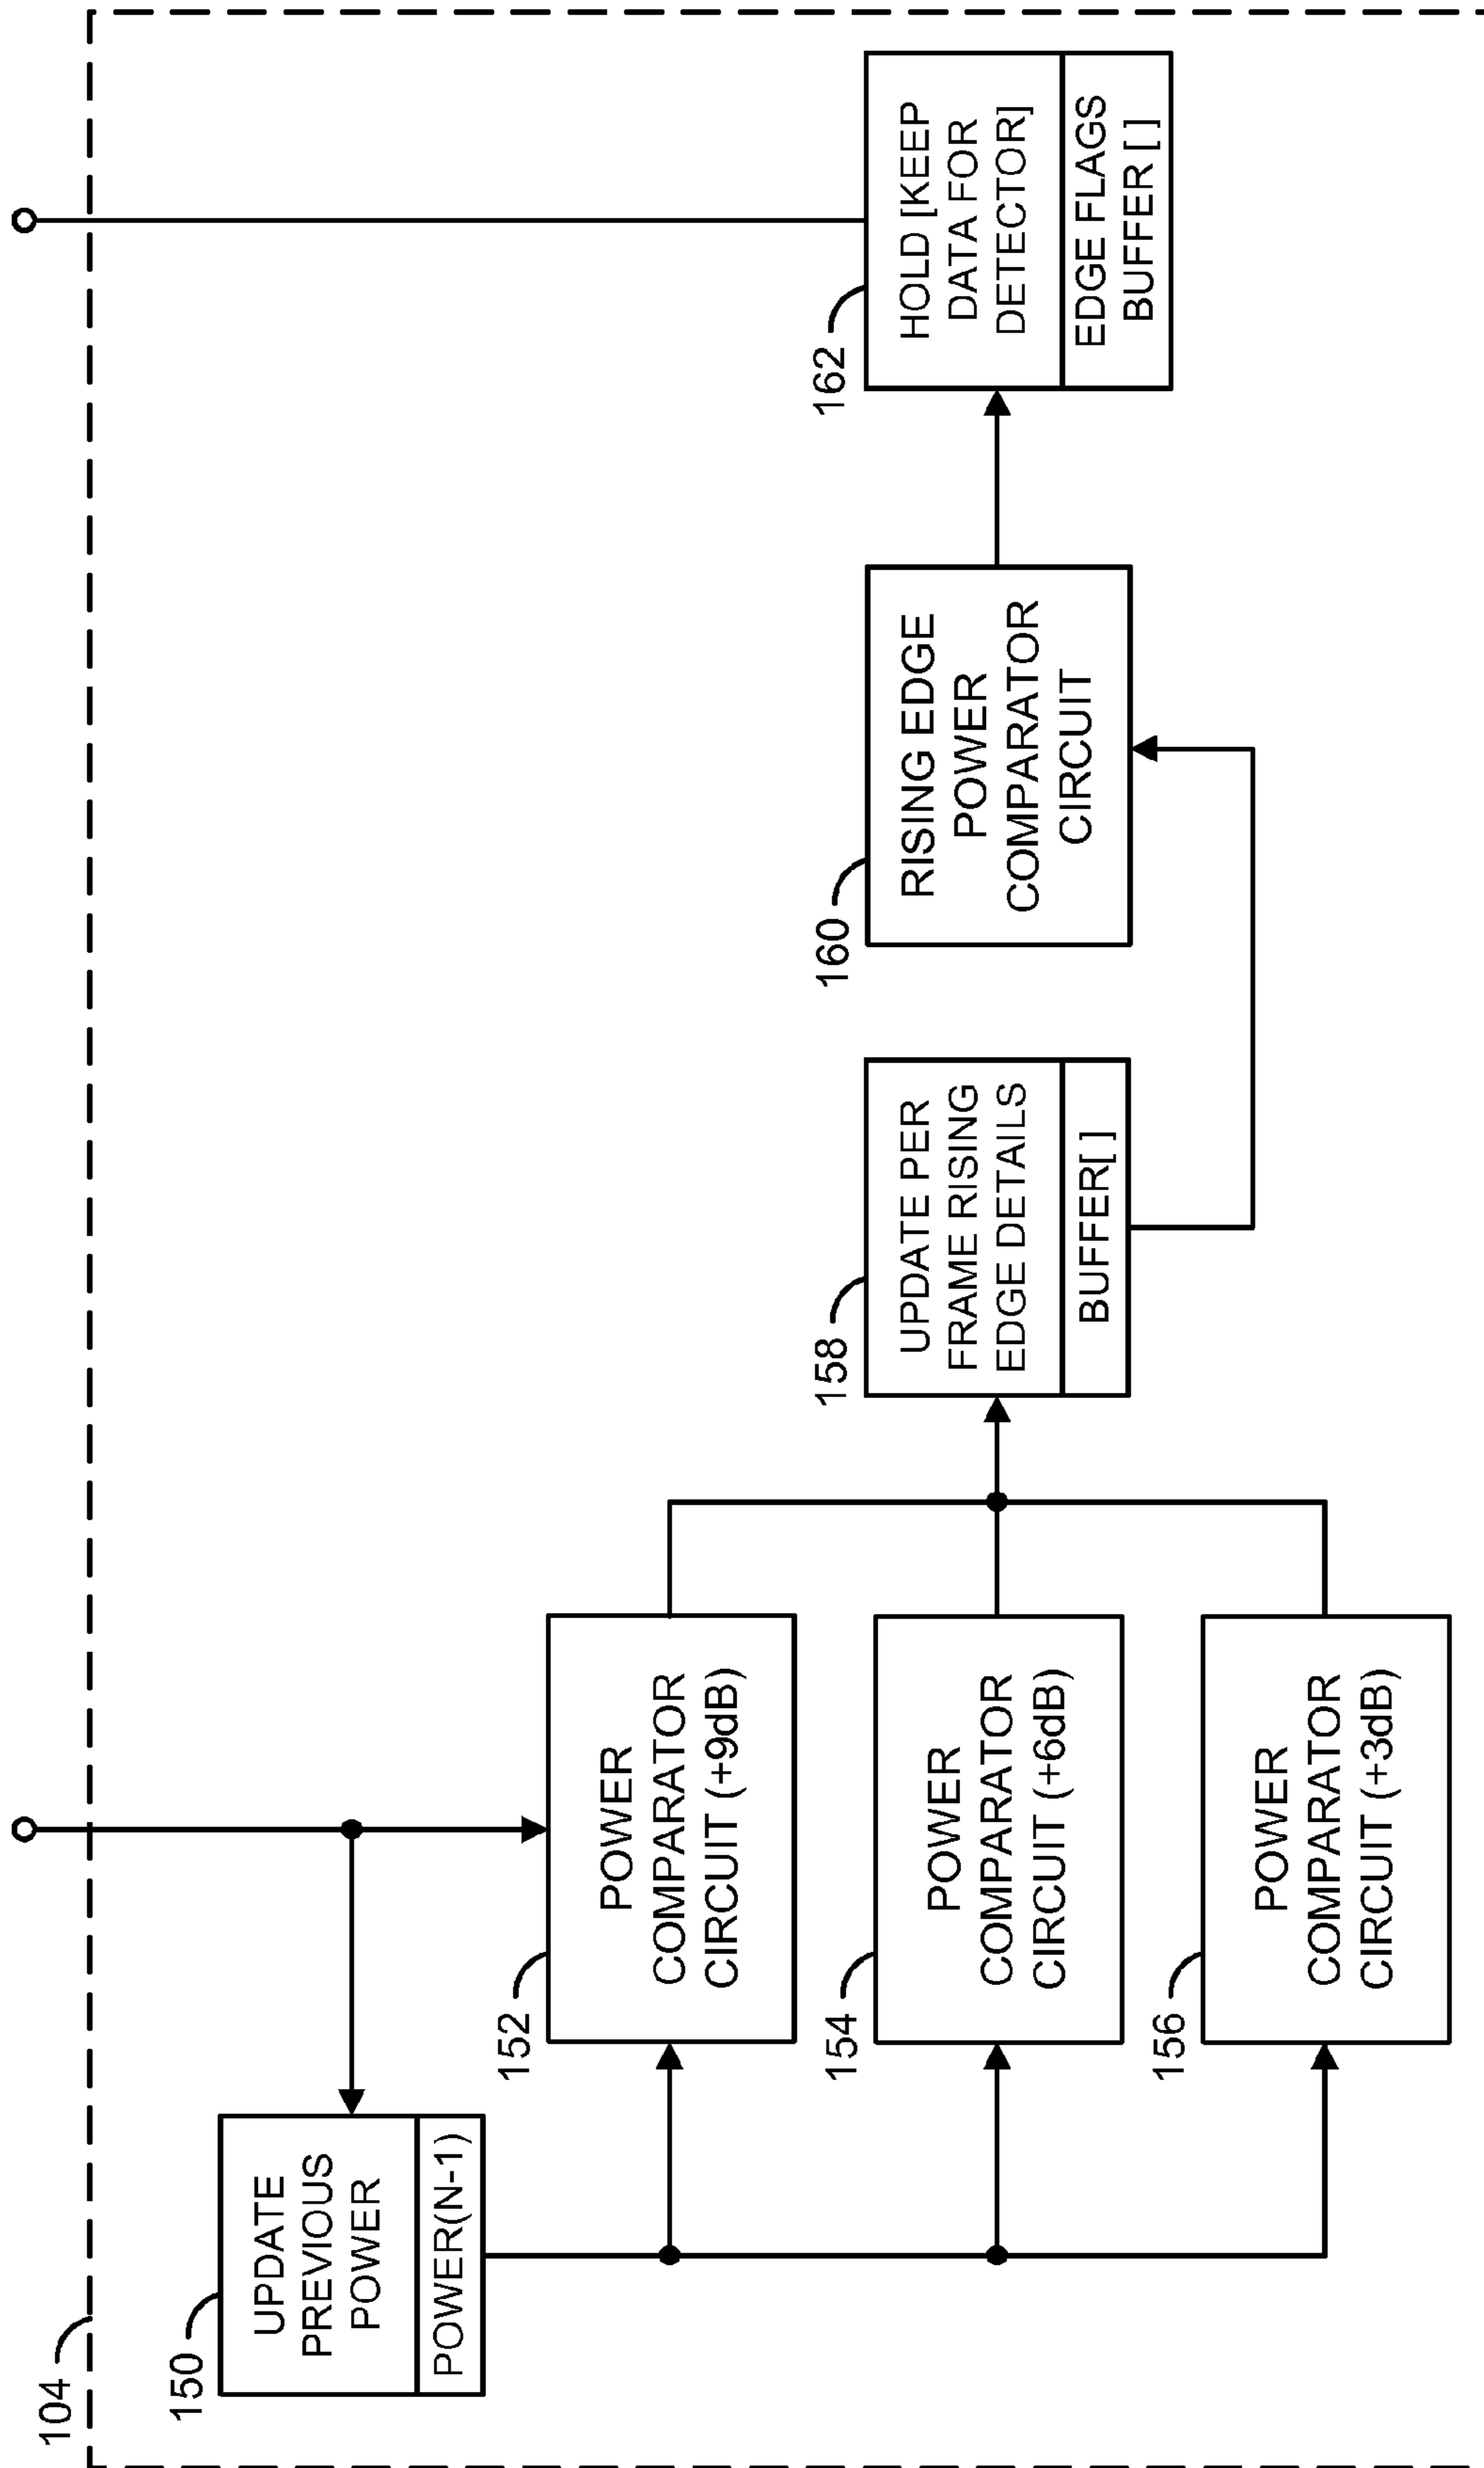 104
150
UPDATE
PREVIOUS
POWER
POWER(N-1)
152
POWER
COMPARATOR
CIRCUIT (+9dB)
154
POWER
COMPARATOR
CIRCUIT (+6dB)
156
POWER
COMPARATOR
CIRCUIT (+3dB)
158
UPDATE PER
FRAME RISING
EDGE DETAILS
BUFFER[ ]
160
RISING EDGE
POWER
COMPARATOR
CIRCUIT
162
HOLD [KEEP
DATA FOR
DETECTOR]
EDGE FLAGS
BUFFER [ ]